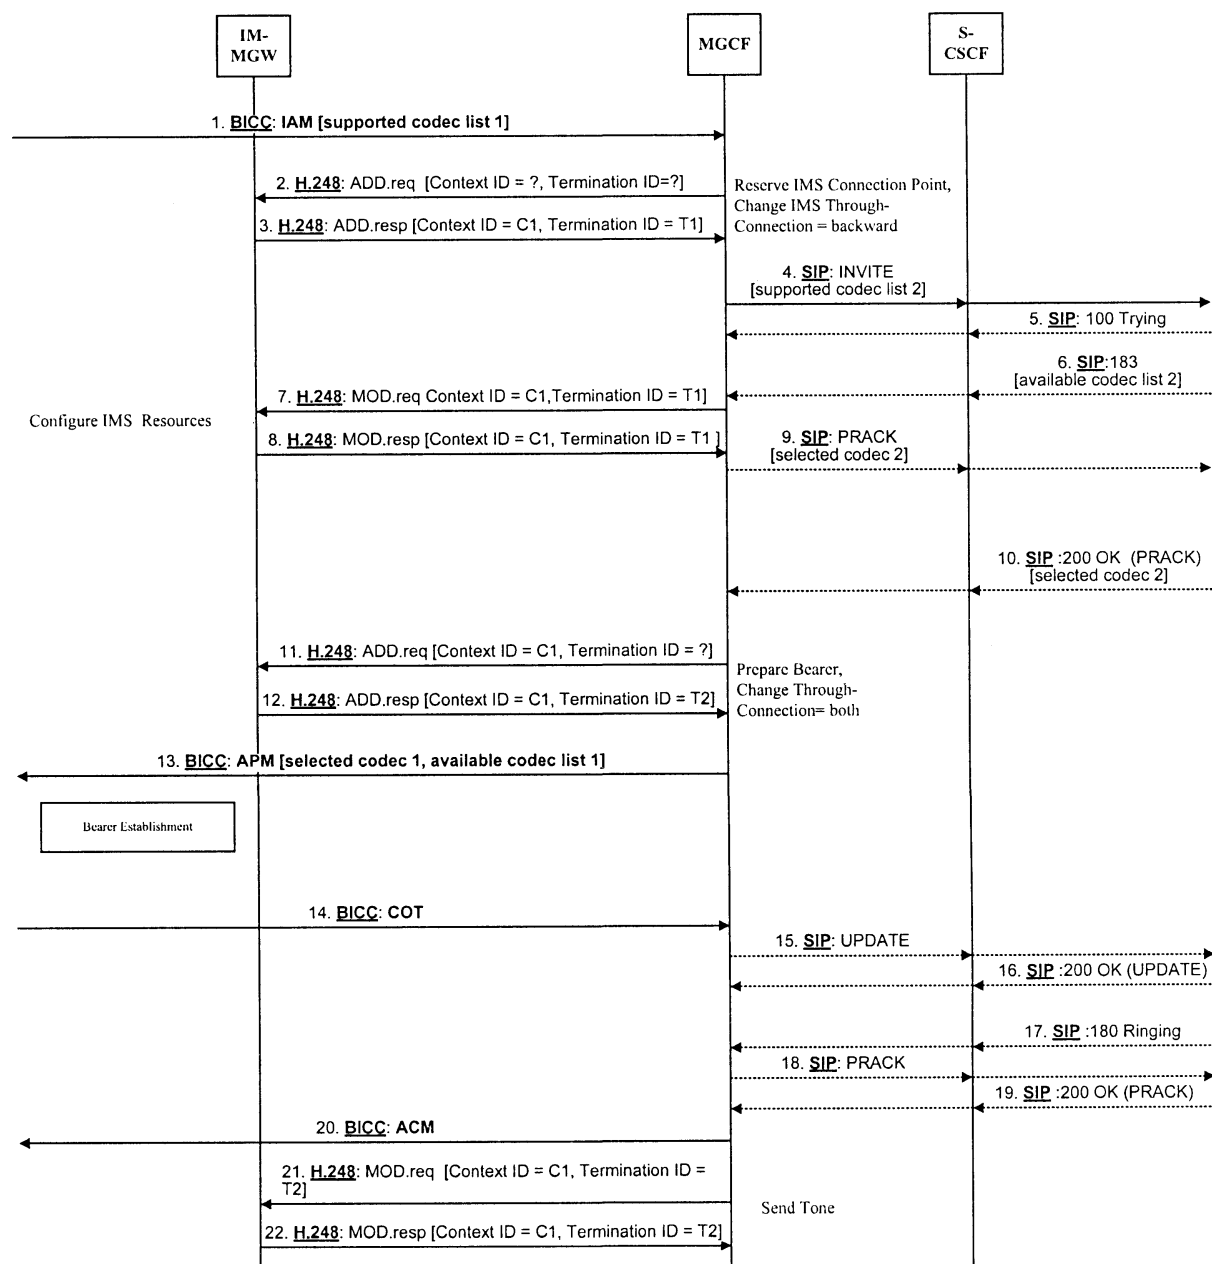 IM-
MGW
MGCF
S-
CSCF
1. BICC: IAM [supported codec list 1]
2. H.248: ADD.req [Context ID = ?, Termination ID=?]
Reserve IMS Connection Point,
Change IMS Through-
Connection = backward
3. H.248: ADD.resp [Context ID = C1, Termination ID = T1]
4. SIP: INVITE
[supported codec list 2]
5. SIP: 100 Trying
6. SIP:183
[available codec list 2]
7. H.248: MOD.req Context ID = C1,Termination ID = T1]
Configure IMS Resources
8. H.248: MOD.resp [Context ID = C1, Termination ID = T1 ]
9. SIP: PRACK
[selected codec 2]
10. SIP :200 OK (PRACK)
[selected codec 2]
11. H.248: ADD.req [Context ID = C1, Termination ID = ?]
Prepare Bearer,
Change Through-
Connection= both
12. H.248: ADD.resp [Context ID = C1, Termination ID = T2]
13. BICC: APM [selected codec 1, available codec list 1]
Bearer Establishment
14. BICC: COT
15. SIP: UPDATE
16. SIP :200 OK (UPDATE)
17. SIP :180 Ringing
18. SIP: PRACK
19. SIP :200 OK (PRACK)
20. BICC: ACM
21. H.248: MOD.req [Context ID = C1, Termination ID =
T2]
Send Tone
22. H.248: MOD.resp [Context ID = C1, Termination ID = T2]